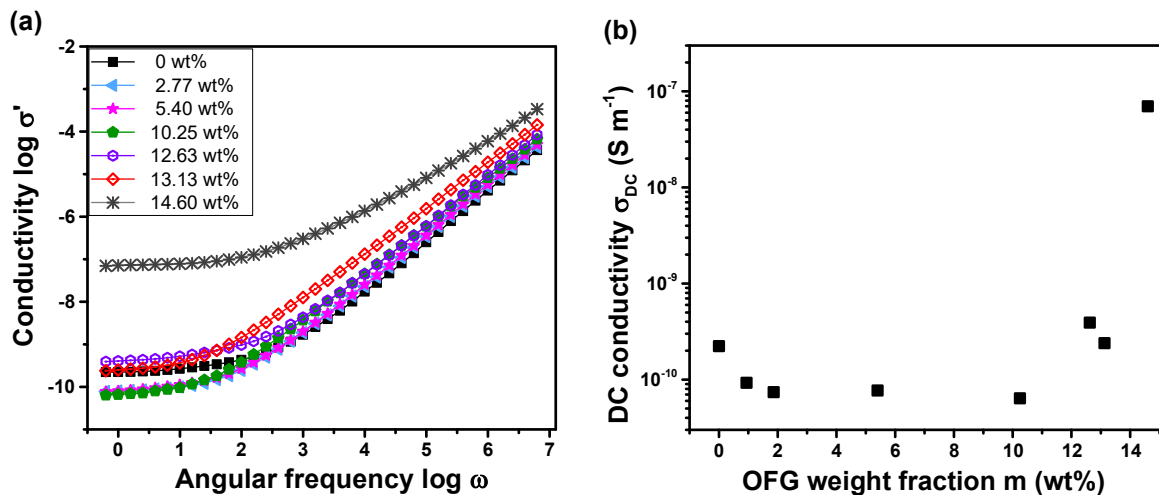 (a)
Conductivity log σ'
-2
-4
-6
-8
-10
0 wt%
2.77 wt%
5.40 wt%
10.25 wt%
12.63 wt%
13.13 wt%
14.60 wt%
0 1 2 3 4 5 6 7
Angular frequency log ω
(b)
DC conductivity σDC (S m⁻¹)
10⁻⁷
10⁻⁸
10⁻⁹
10⁻¹⁰
0 2 4 6 8 10 12 14
OFG weight fraction m (wt%)